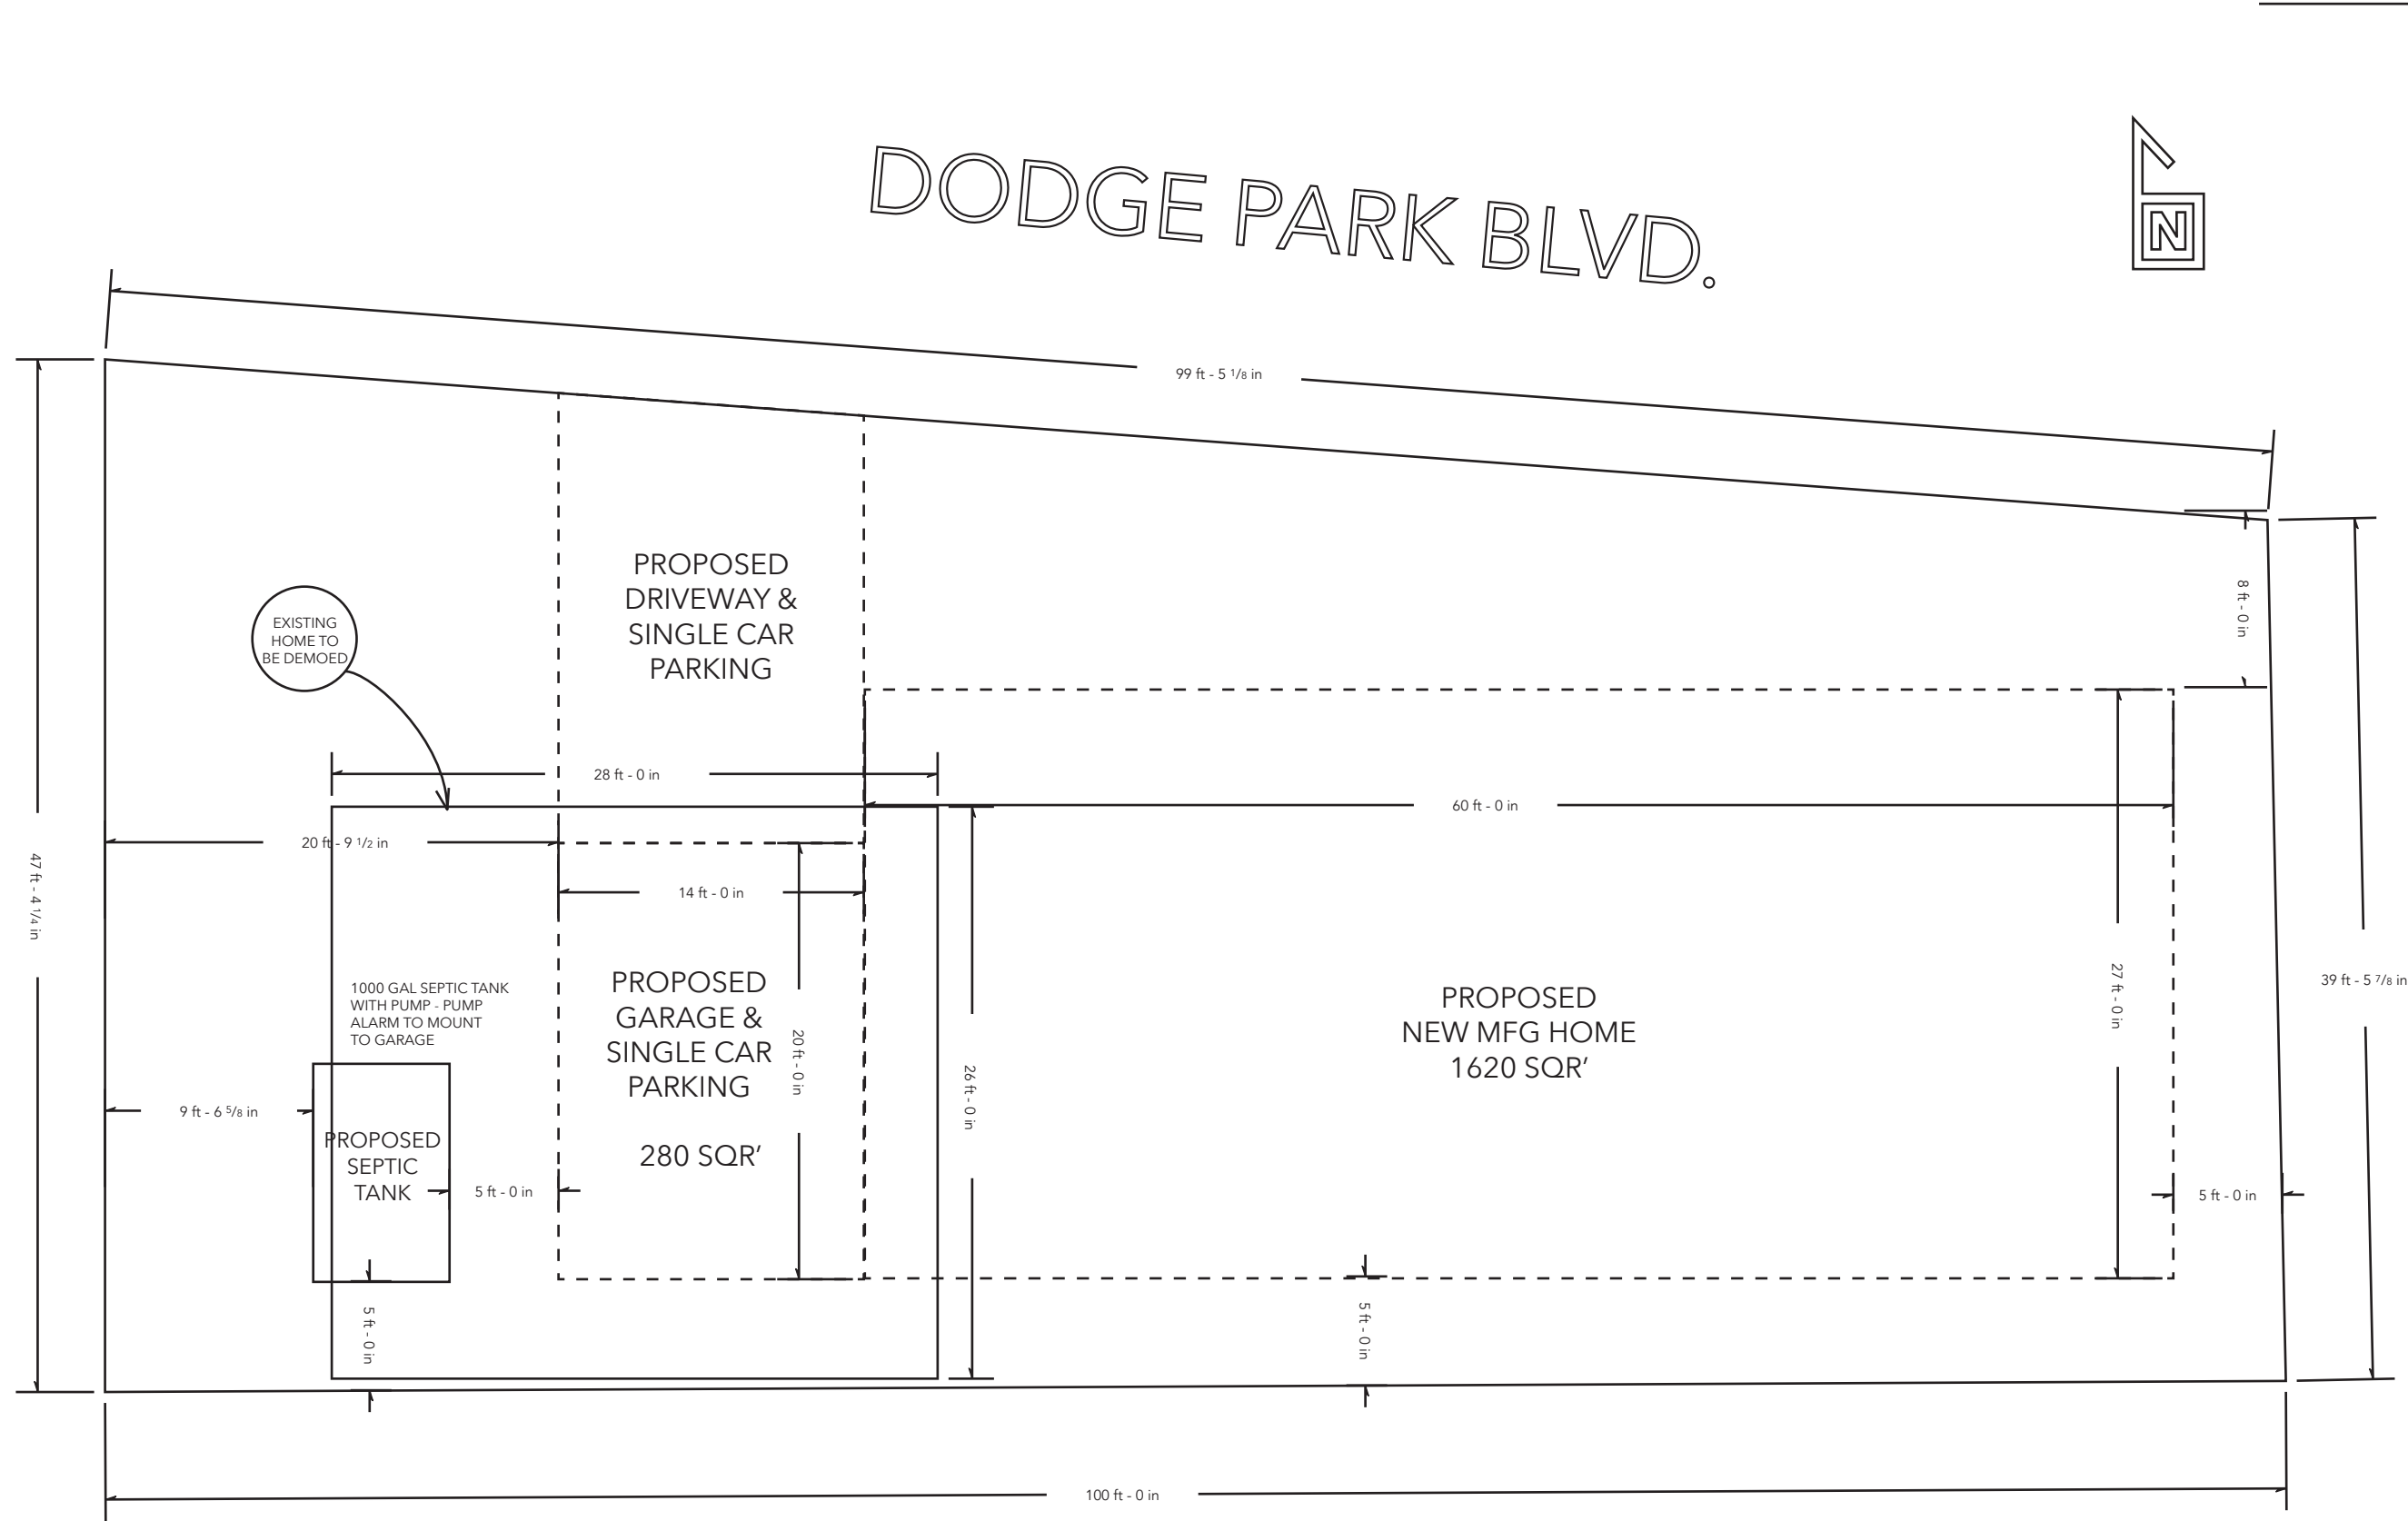 DODGE PARK BLVD.
N
99 ft - 5 1/8 in
PROPOSED
DRIVEWAY &
SINGLE CAR
PARKING
EXISTING
HOME TO
BE DEMOED
8 ft - 0 in
28 ft - 0 in
60 ft - 0 in
20 ft - 9 1/2 in
47 ft - 4 1/4 in
14 ft - 0 in
1000 GAL SEPTIC TANK
WITH PUMP - PUMP
ALARM TO MOUNT
TO GARAGE
PROPOSED
GARAGE &
SINGLE CAR
PARKING
280 SQR’
20 ft - 0 in
26 ft - 0 in
PROPOSED
NEW MFG HOME
1620 SQR’
27 ft - 0 in
39 ft - 5 7/8 in
9 ft - 6 5/8 in
PROPOSED
SEPTIC
TANK
5 ft - 0 in
5 ft - 0 in
5 ft - 0 in
5 ft - 0 in
100 ft - 0 in